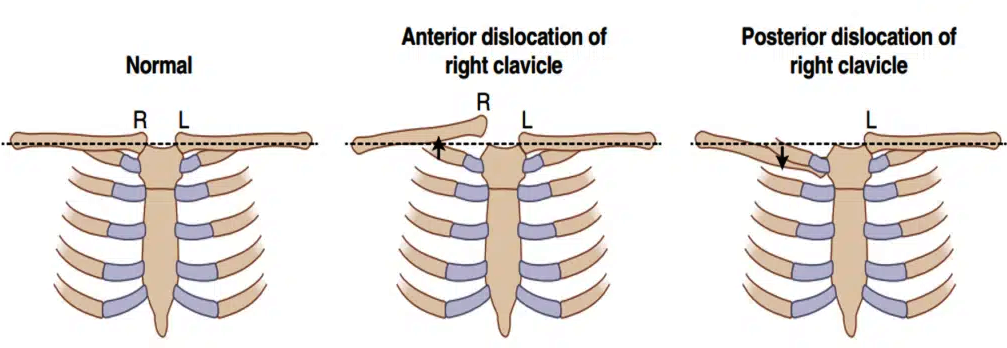 Normal
R L
Anterior dislocation of
right clavicle
R
L
Posterior dislocation of
right clavicle
L